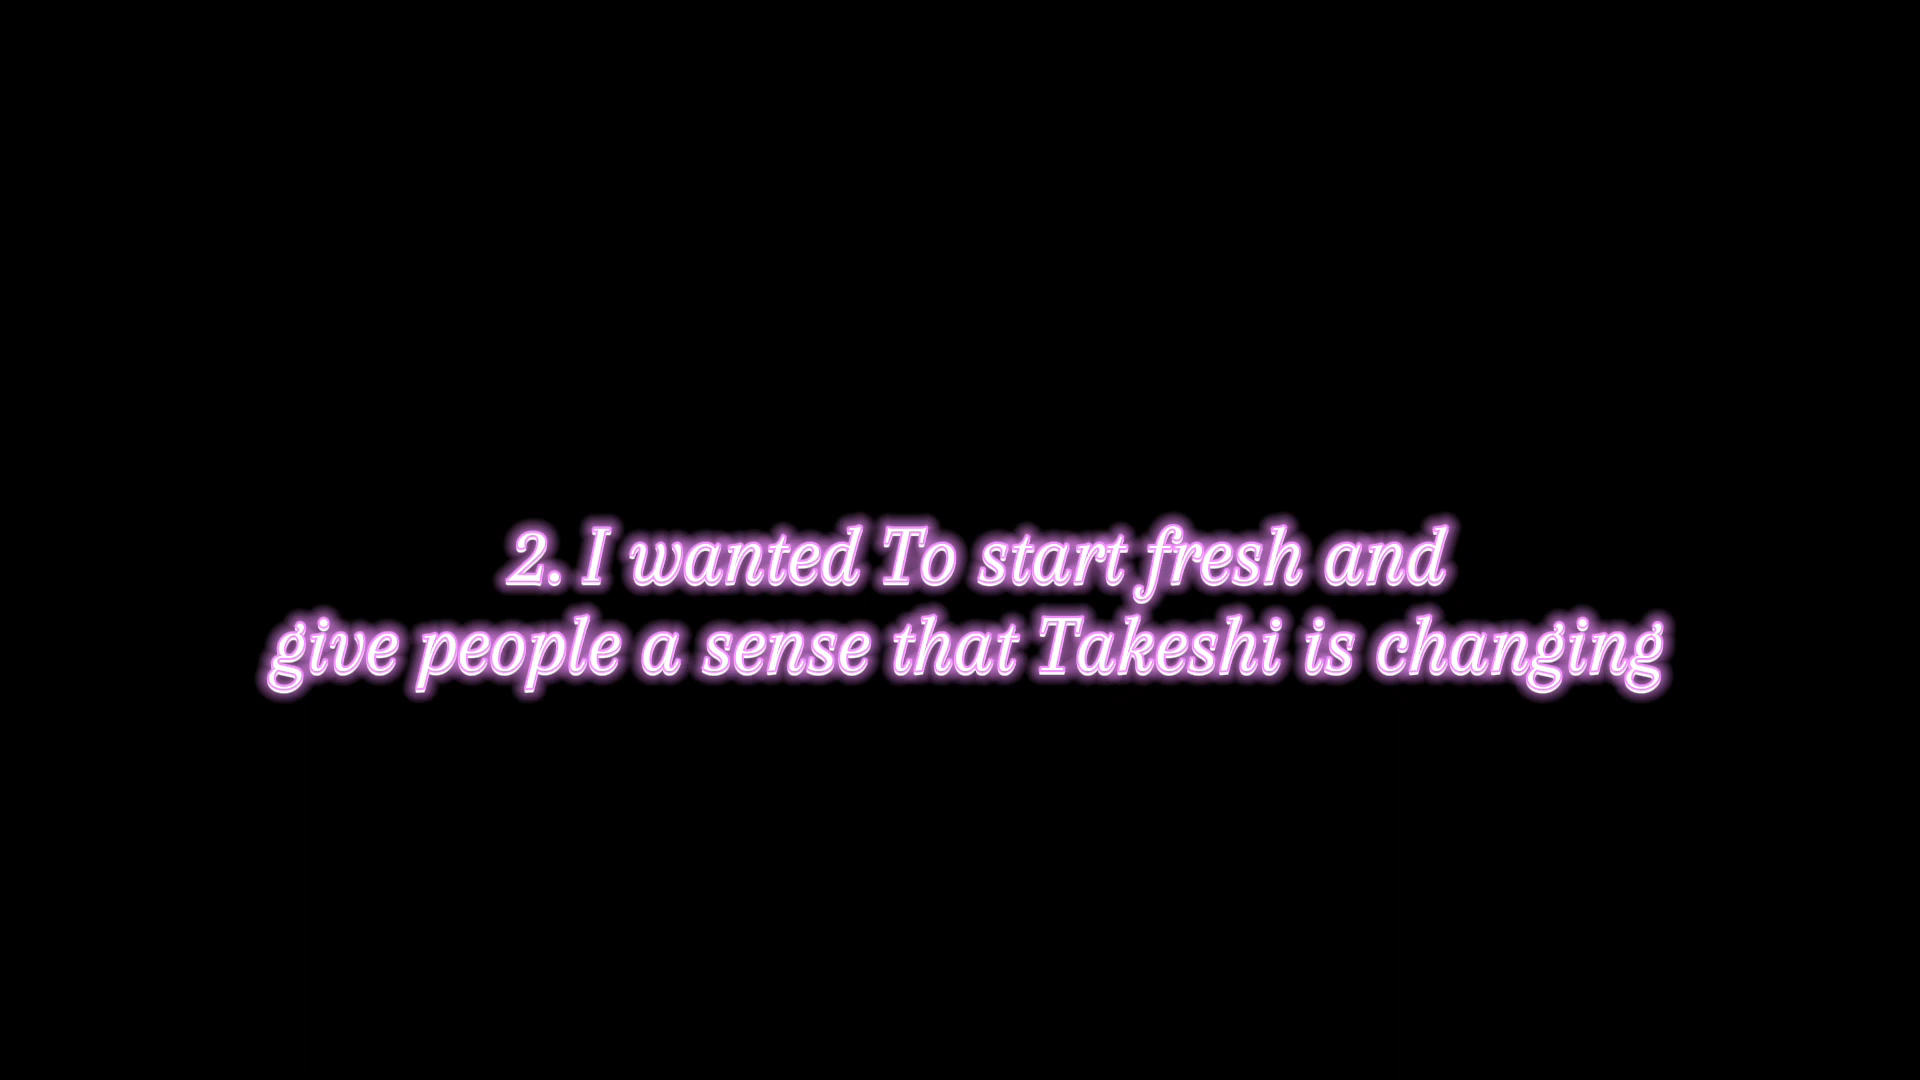 2. I wanted To start fresh and
give people a sense that Takeshi is changing